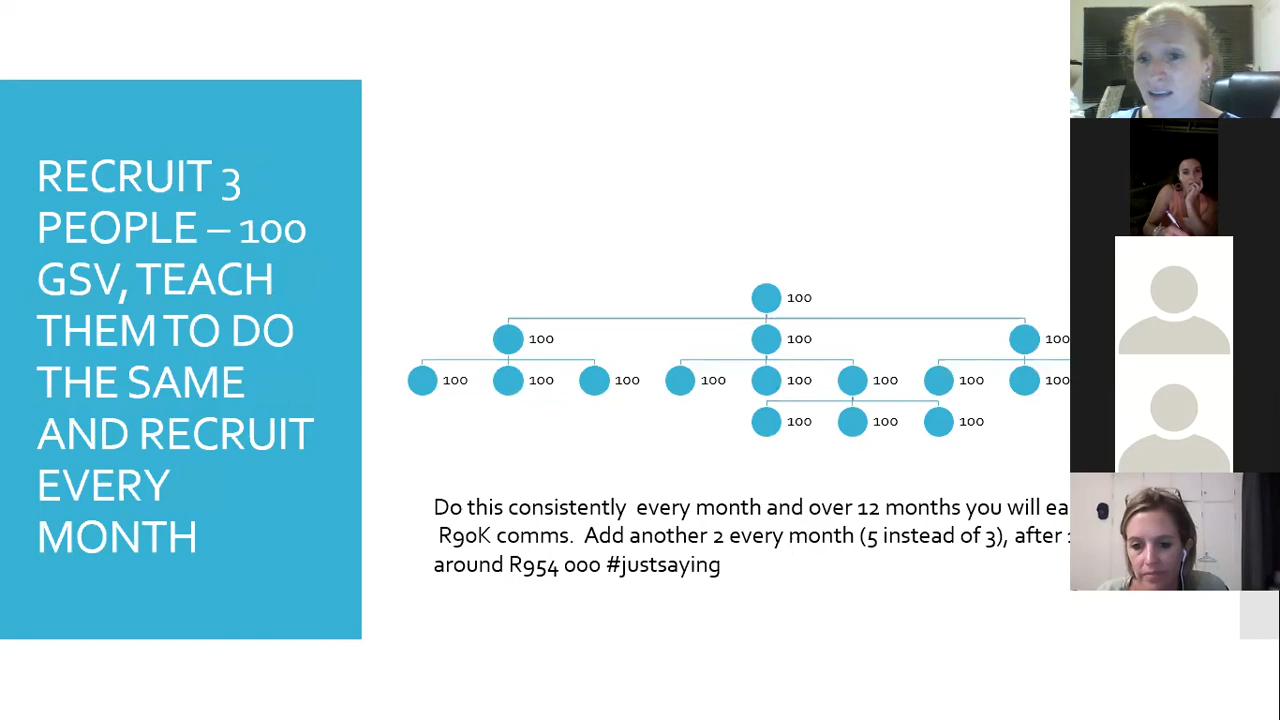 RECRUIT 3
PEOPLE – 100
GSV, TEACH
THEM TO DO
THE SAME
AND RECRUIT
EVERY
MONTH
100
100 100 100
100 100 100 100 100 100 100 100
100 100 100
Do this consistently every month and over 12 months you will
R90K comms. Add another 2 every month (5 instead of 3), after
around R954 000 #justsaying